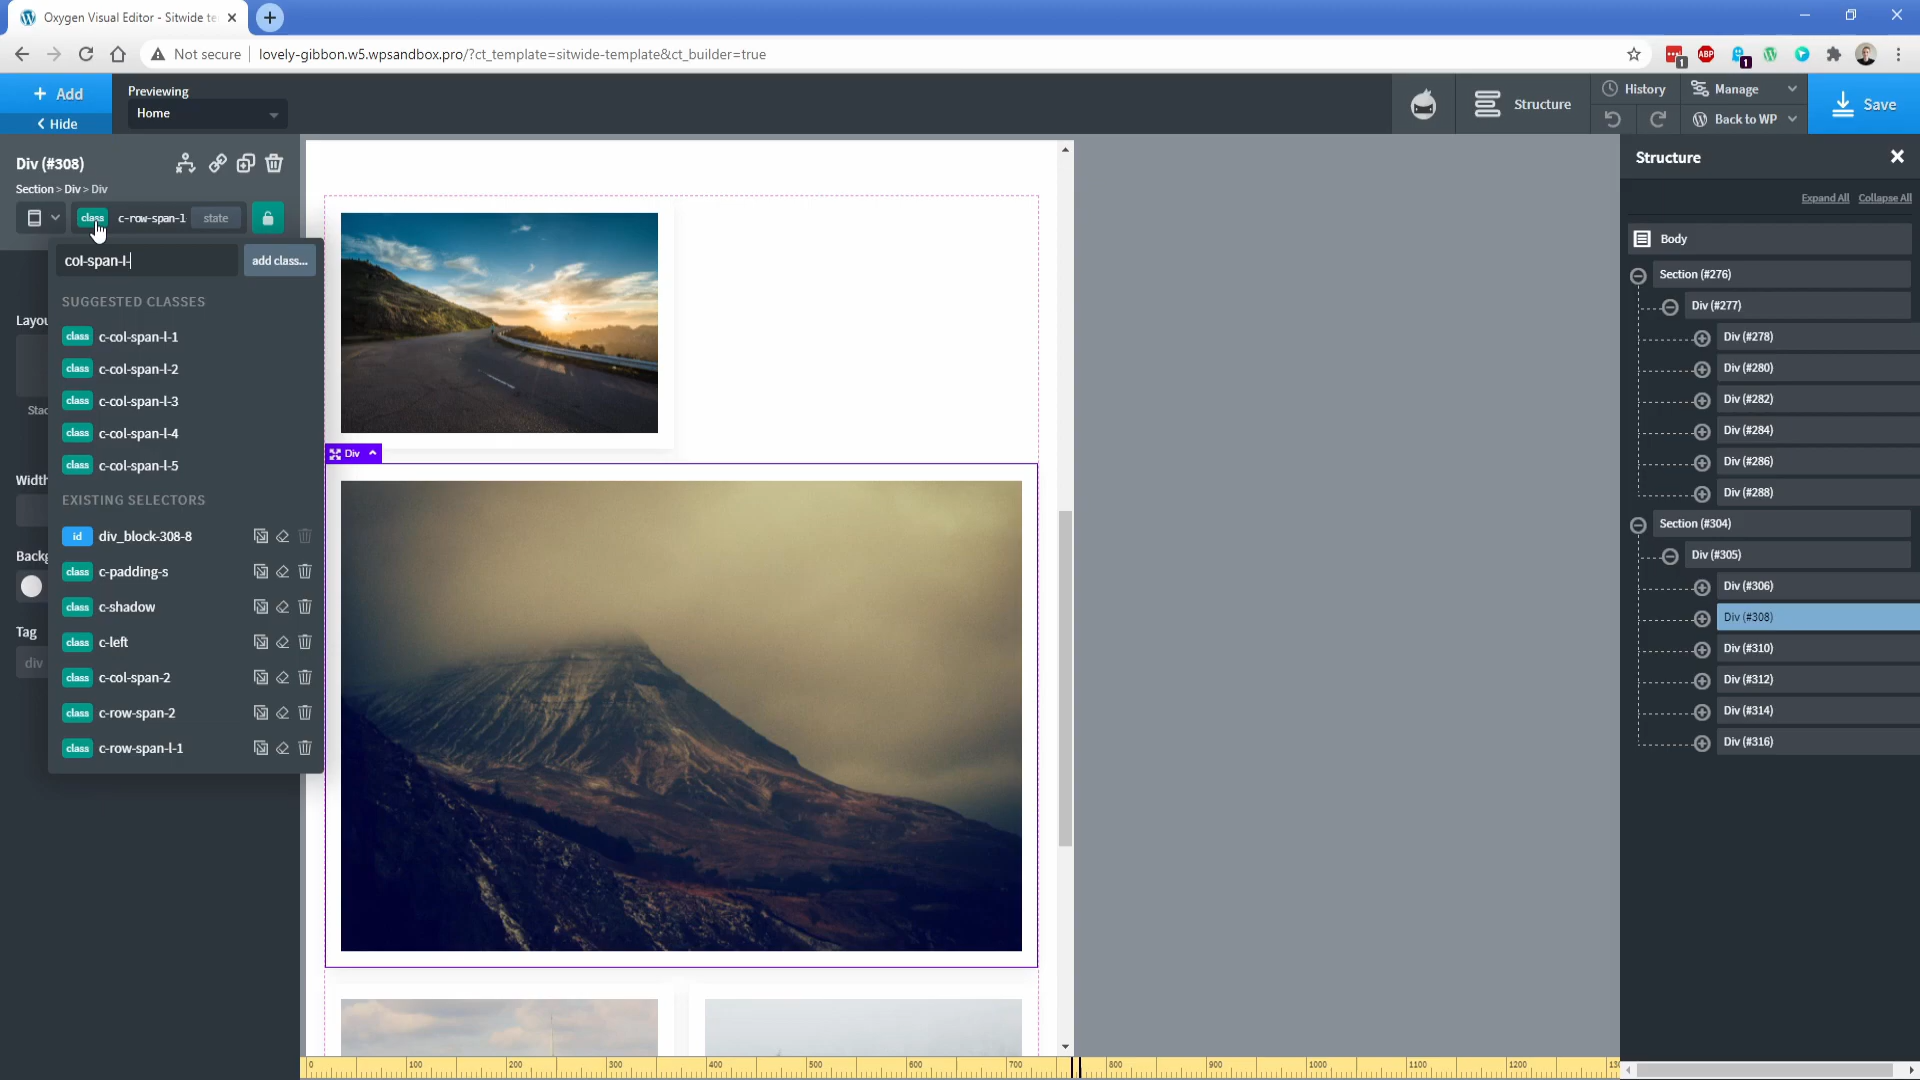 Oxygen Visual Editor - Sitwide te
Not secure
lovely-gibbon.w5.wpsandbox.pro/?ct_template=sitwide-template&ct_builder=true
ABP
1
1
+ Add
< Hide
Previewing
Home
Structure
History
Manage
Back to WP
Save
Div (#308)
Section > Div > Div
class
c-row-span-l
state
col-span-l-
add class...
SUGGESTED CLASSES
class c-col-span-l-1
class c-col-span-l-2
class c-col-span-l-3
class c-col-span-l-4
class c-col-span-l-5
EXISTING SELECTORS
id div_block-308-8
class c-padding-s
class c-shadow
class c-left
class c-col-span-2
class c-row-span-2
class c-row-span-l-1
Layou
Stac
Width
Backg
Tag
div
Div
Structure
Expand All
Collapse All
Body
Section (#276)
Div (#277)
Div (#278)
Div (#280)
Div (#282)
Div (#284)
Div (#286)
Div (#288)
Section (#304)
Div (#305)
Div (#306)
Div (#308)
Div (#310)
Div (#312)
Div (#314)
Div (#316)
0 100 200 300 400 500 600 700 800 900 1000 1100 1200 130